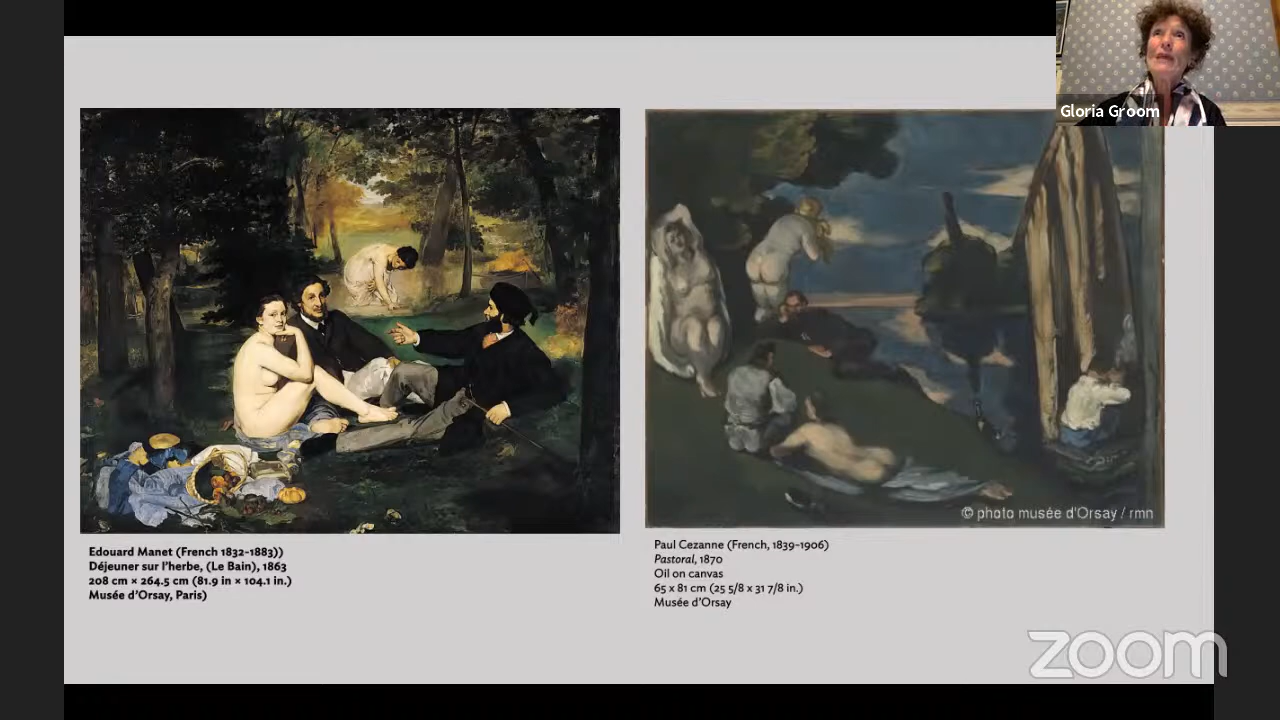 Gloria Groom
© photo musée d'Orsay / rmn
Edouard Manet (French 1832-1883))
Déjeuner sur l'herbe, (Le Bain), 1863
208 cm × 264.5 cm (81.9 in × 104.1 in.)
Musée d'Orsay, Paris)
Paul Cezanne (French, 1839-1906)
Pastoral, 1870
Oil on canvas
65 x 81 cm (25 5/8 x 31 7/8 in.)
Musée d'Orsay
zoom